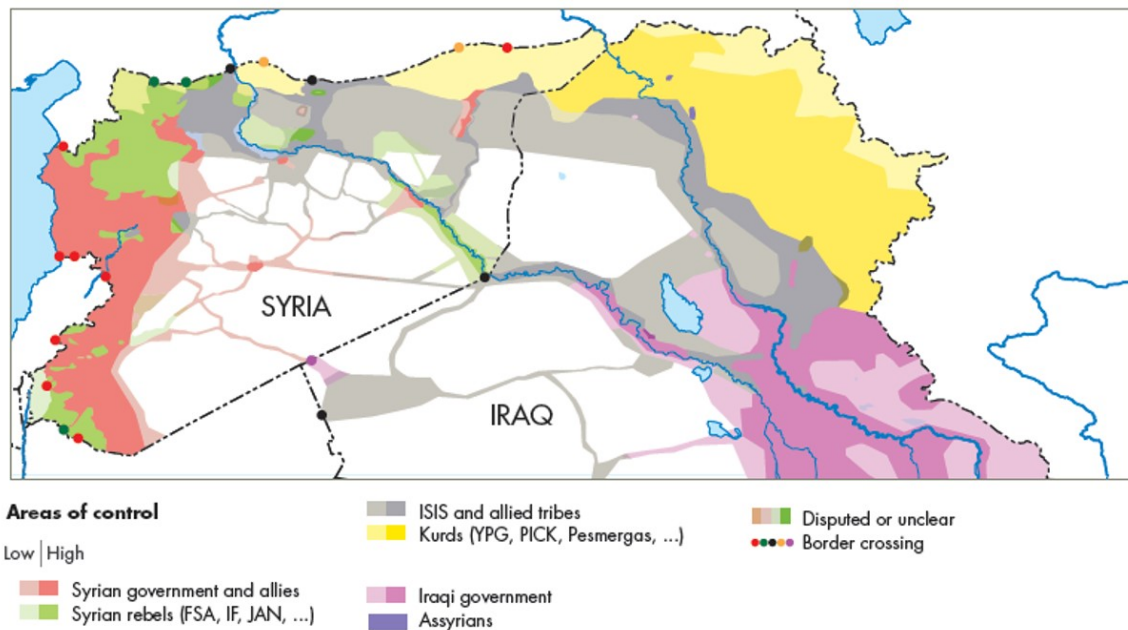 SYRIA
IRAQ
Areas of control
Low | High
Syrian government and allies
Syrian rebels (FSA, IF, JAN, ...)
ISIS and allied tribes
Kurds (YPG, PICK, Pesmergas, ...)
Iraqi government
Assyrians
Disputed or unclear
Border crossing